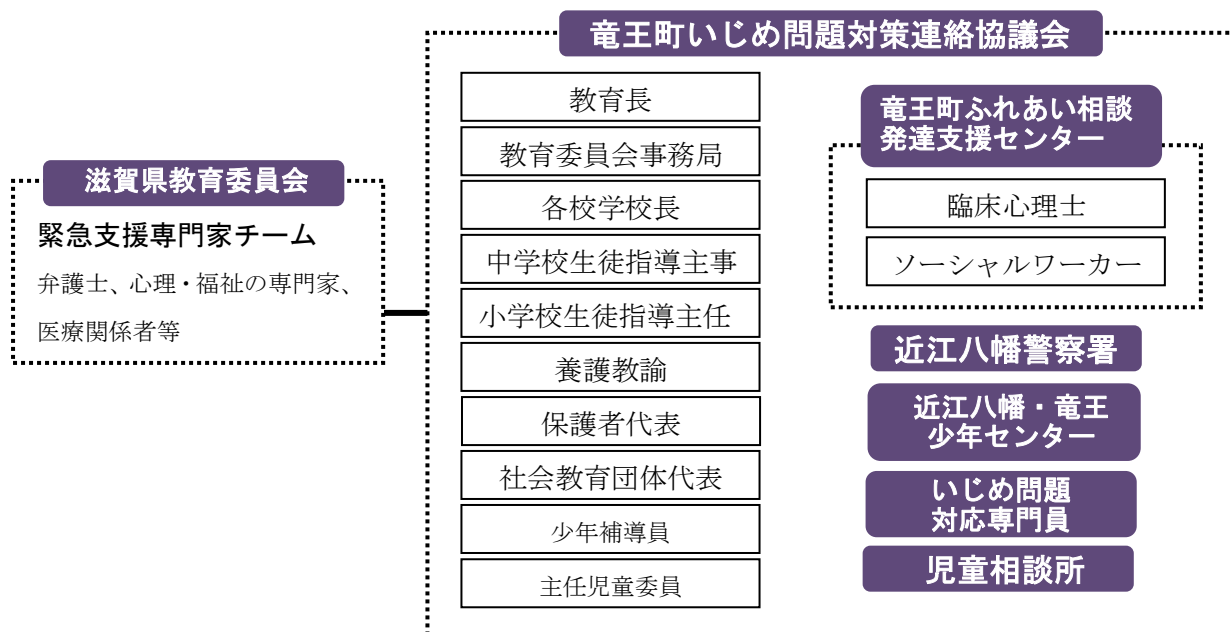 竜王町いじめ問題対策連絡協議会
滋賀県教育委員会
緊急支援専門家チーム
弁護士、心理・福祉の専門家、
医療関係者等
教育長
教育委員会事務局
各校学校長
中学校生徒指導主事
小学校生徒指導主任
養護教諭
保護者代表
社会教育団体代表
少年補導員
主任児童委員
竜王町ふれあい相談
発達支援センター
臨床心理士
ソーシャルワーカー
近江八幡警察署
近江八幡・竜王
少年センター
いじめ問題
対応専門員
児童相談所